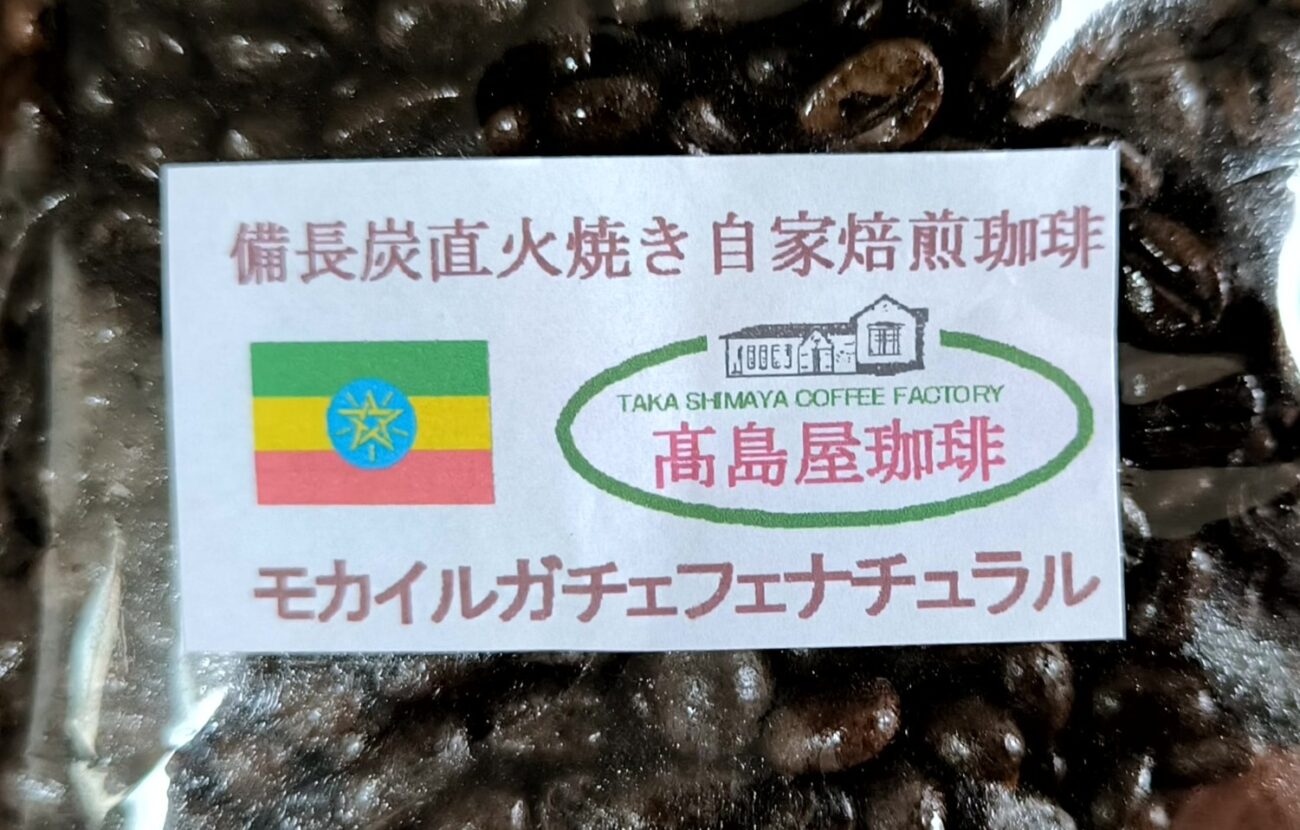 備長炭直火焼き 自家焙煎珈琲
TAKA SHIMAYA COFFEE FACTORY
髙島屋珈琲
モカイルガチェフェナチュラル